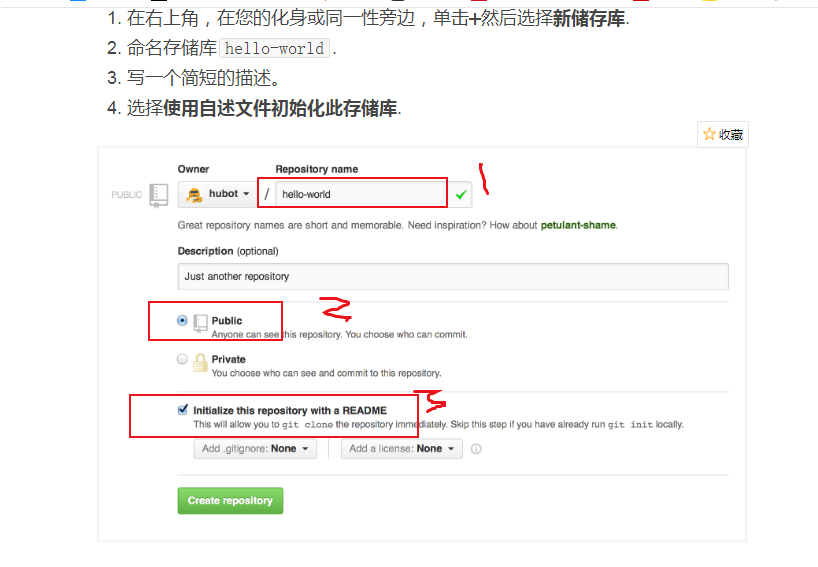 1. 在右上角，在您的化身或同一性旁边，单击+然后选择新储存库.
2. 命名存储库 hello-world .
3. 写一个简短的描述。
4. 选择使用自述文件初始化此存储库.
收藏
Owner Repository name 1
PUBLIC hubot / hello-world
Great repository names are short and memorable. Need inspiration? How about petulant-shame.
Description (optional)
Just another repository
2
Public
Anyone can see this repository. You choose who can commit.
Private
You choose who can see and commit to this repository.
3
Initialize this repository with a README
This will allow you to git clone the repository immediately. Skip this step if you have already run git init locally.
Add .gitignore: None Add a license: None
Create repository